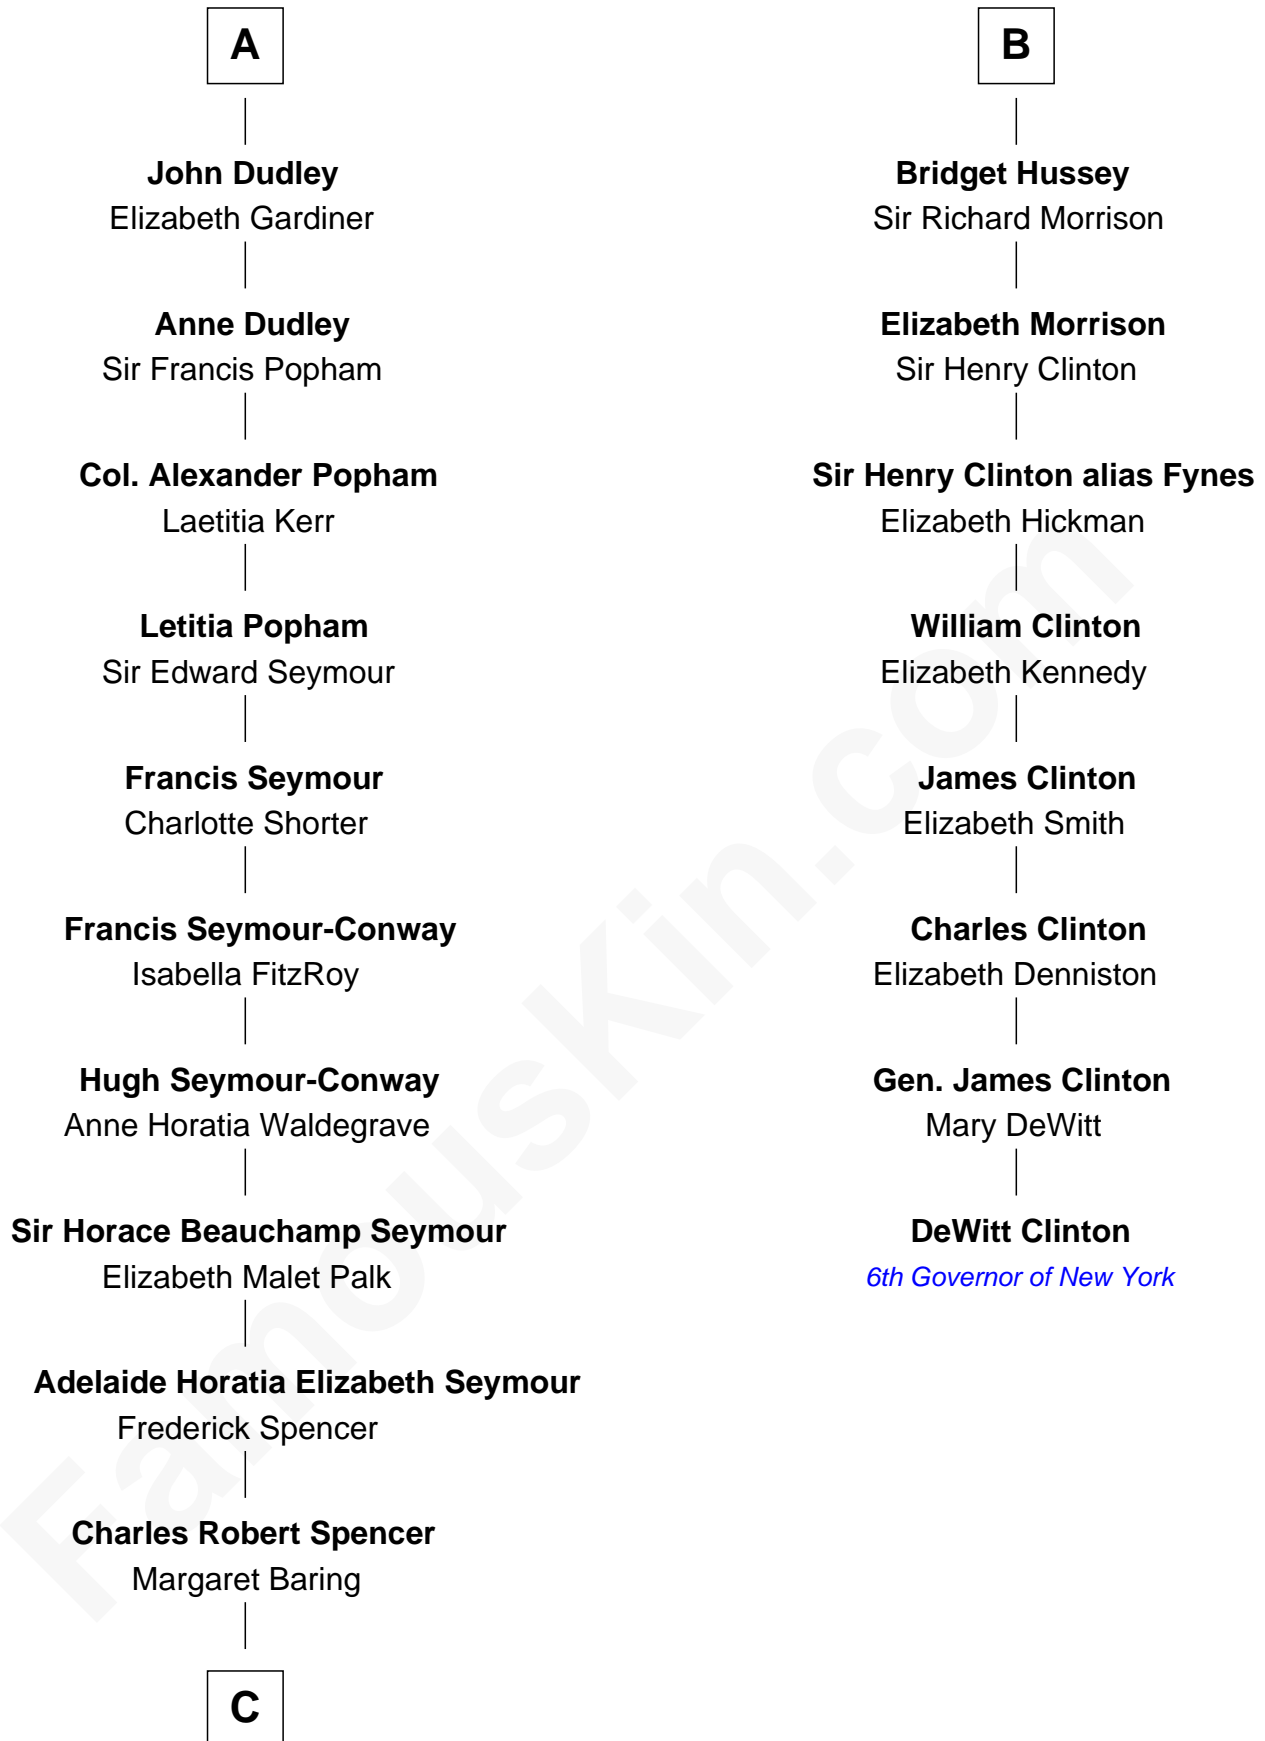 A
John Dudley
Elizabeth Gardiner
Anne Dudley
Sir Francis Popham
Col. Alexander Popham
Laetitia Kerr
Letitia Popham
Sir Edward Seymour
Francis Seymour
Charlotte Shorter
Francis Seymour-Conway
Isabella FitzRoy
Hugh Seymour-Conway
Anne Horatia Waldegrave
Sir Horace Beauchamp Seymour
Elizabeth Malet Palk
Adelaide Horatia Elizabeth Seymour
Frederick Spencer
Charles Robert Spencer
Margaret Baring
C
B
Bridget Hussey
Sir Richard Morrison
Elizabeth Morrison
Sir Henry Clinton
Sir Henry Clinton alias Fynes
Elizabeth Hickman
William Clinton
Elizabeth Kennedy
James Clinton
Elizabeth Smith
Charles Clinton
Elizabeth Denniston
Gen. James Clinton
Mary DeWitt
DeWitt Clinton
6th Governor of New York
FamousKin.com